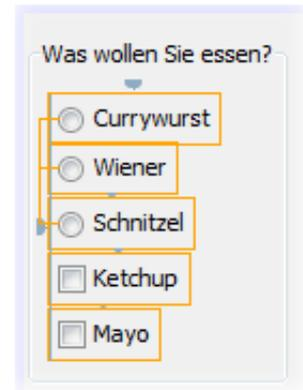 Was wollen Sie essen?
Currywurst
Wiener
Schnitzel
Ketchup
Mayo